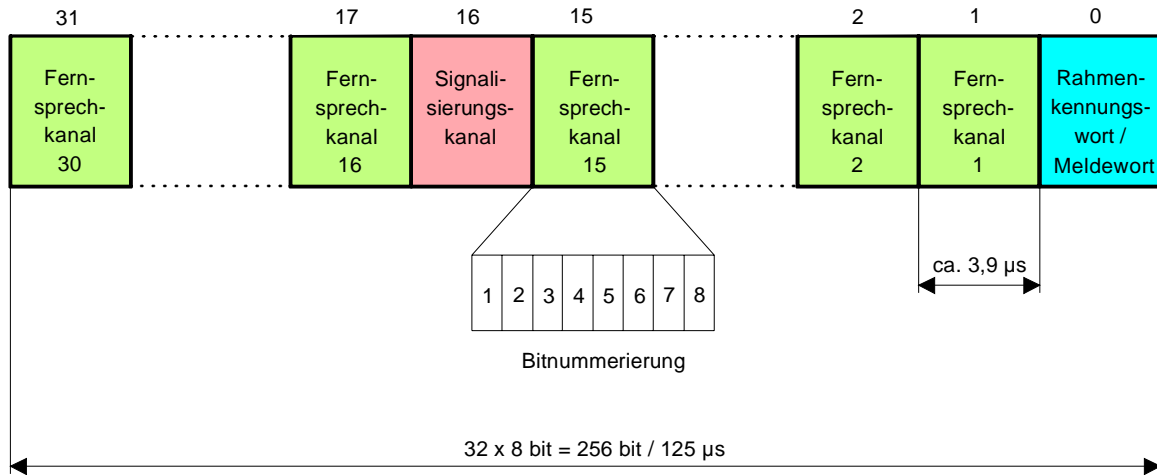 31 17 16 15 2 1 0
Fern-
sprech-
kanal
30
Fern-
sprech-
kanal
16
Signali-
sierungs-
kanal
Fern-
sprech-
kanal
15
Fern-
sprech-
kanal
2
Fern-
sprech-
kanal
1
Rahmen-
kennungs-
wort /
Meldewort
ca. 3,9 µs
1 2 3 4 5 6 7 8
Bitnummerierung
32 x 8 bit = 256 bit / 125 µs